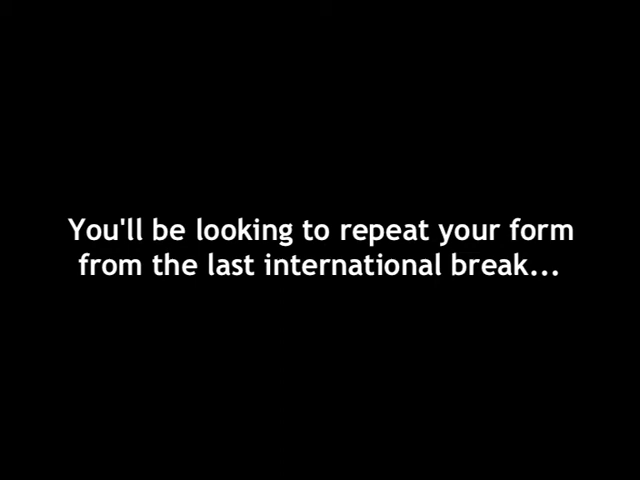 You'll be looking to repeat your form
from the last international break...